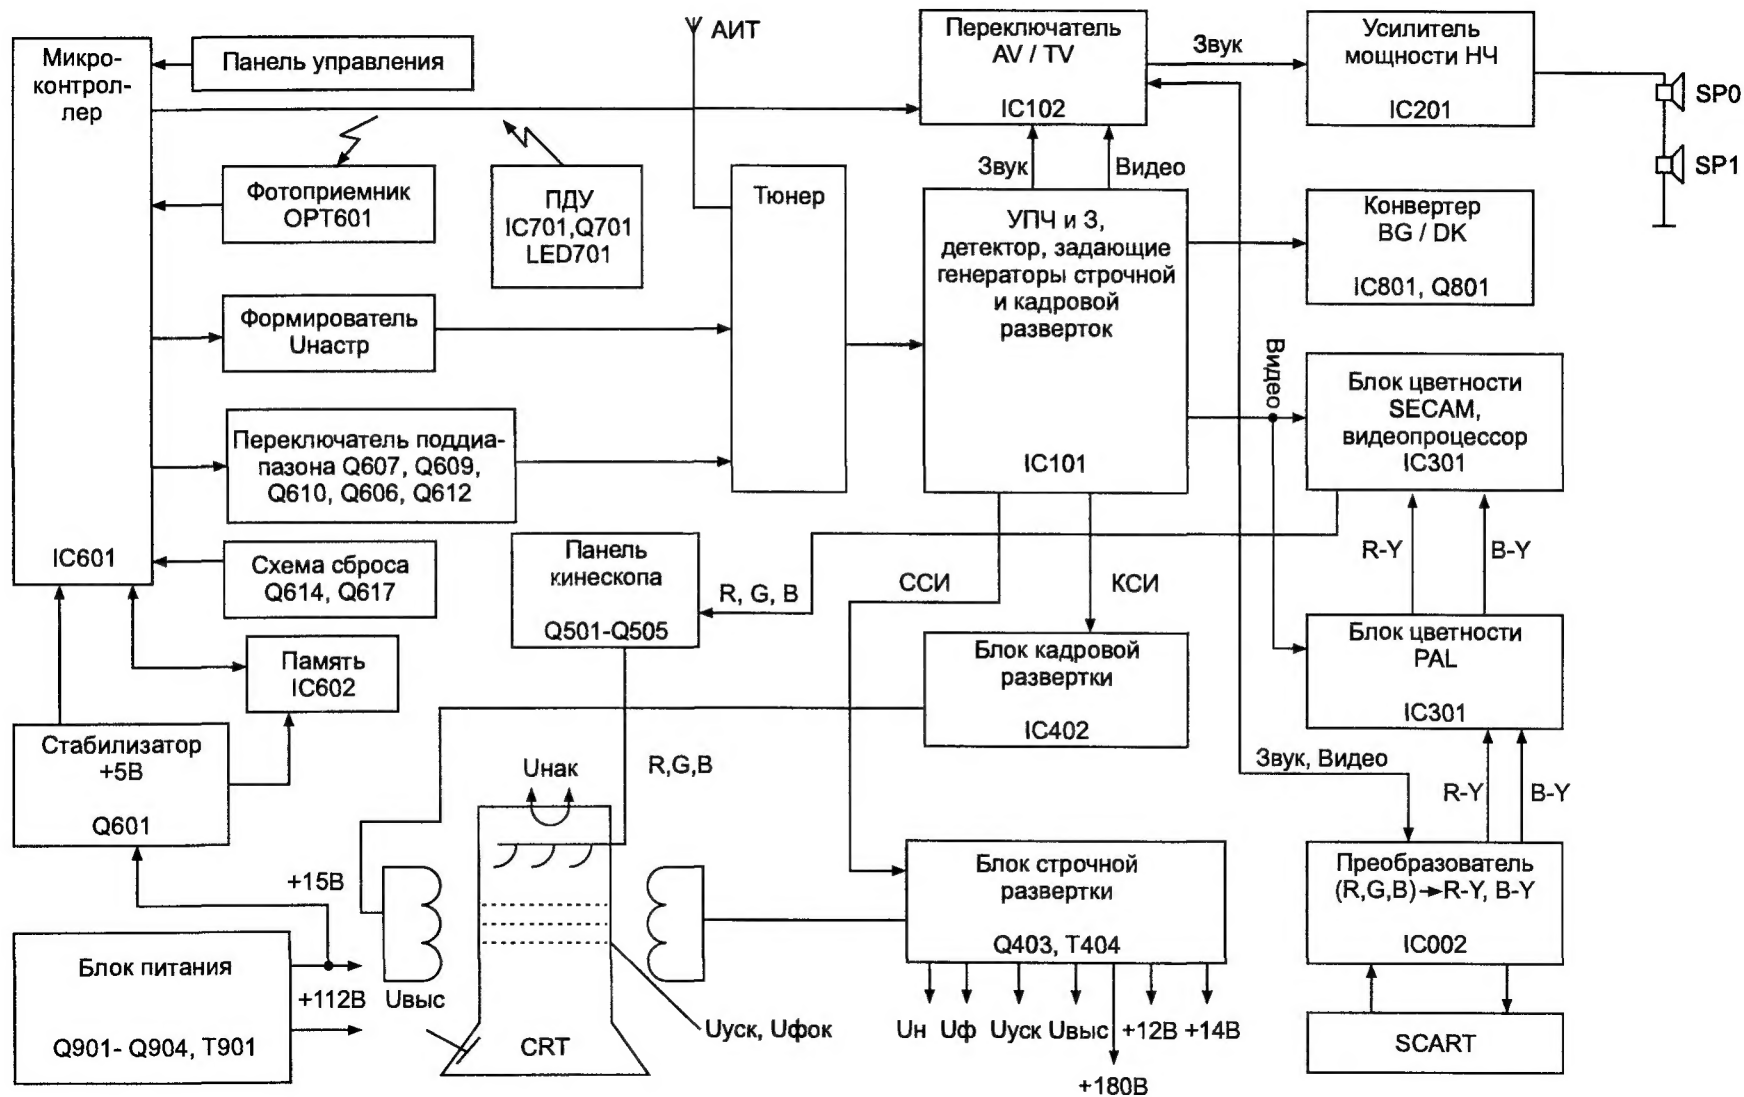 Микро-
контрол-
лер
IC601
Панель управления
АИТ
Переключатель
AV / TV
IC102
Звук
Усилитель
мощности НЧ
IC201
SP0
SP1
Фотоприемник
OPT601
ПДУ
IC701,Q701
LED701
Тюнер
Звук
Видео
УПЧ и З,
детектор, задающие
генераторы строчной
и кадровой
разверток
IC101
Конвертер
BG / DK
IC801, Q801
Формирователь
Uнастр
Видео
Блок цветности
SECAM,
видеопроцессор
IC301
Переключатель поддиа-
пазона Q607, Q609,
Q610, Q606, Q612
Схема сброса
Q614, Q617
Панель
кинескопа
Q501-Q505
R, G, B
ССИ
КСИ
R-Y
B-Y
Память
IC602
Блок кадровой
развертки
IC402
Блок цветности
PAL
IC301
Стабилизатор
+5В
Q601
Uнак
R,G,B
Звук, Видео
R-Y
B-Y
+15В
Блок строчной
развертки
Q403, T404
Преобразователь
(R,G,B)→R-Y, B-Y
IC002
Блок питания
Q901- Q904, T901
+112В
Uвыс
Uуск, Uфок
CRT
Uн
Uф
Uуск
Uвыс
+12В
+14В
+180В
SCART